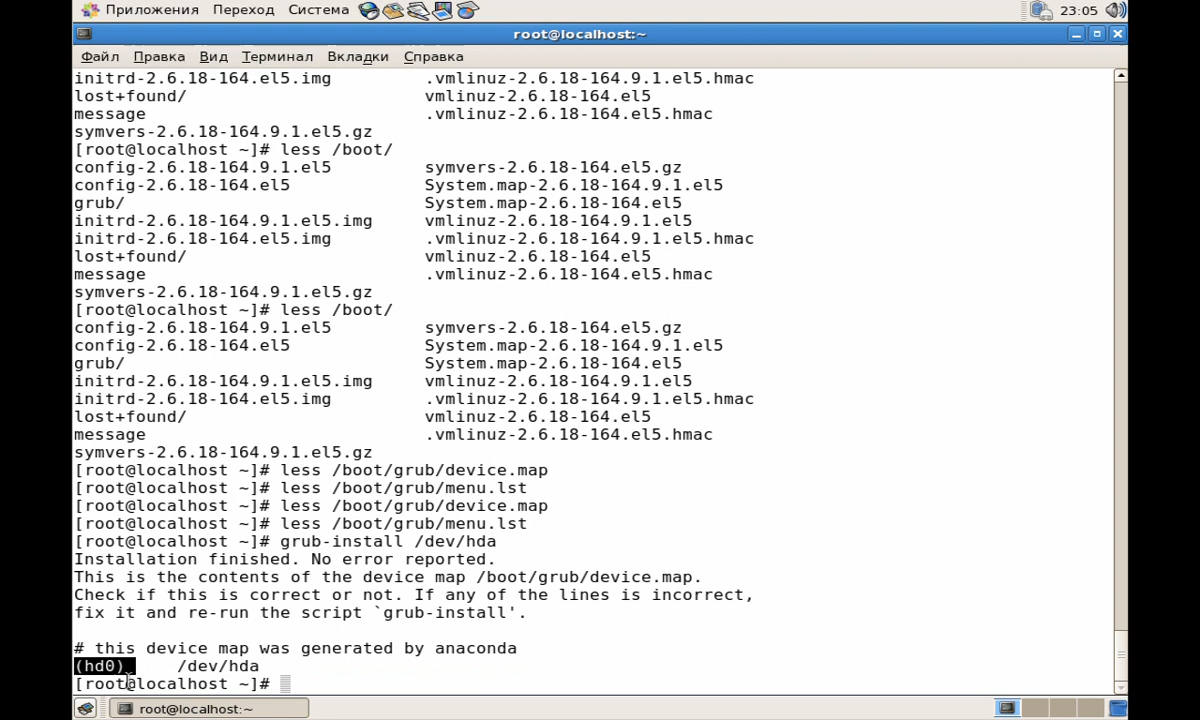 Приложения Переход Система 23:05
root@localhost:~
Файл Правка Вид Терминал Вкладки Справка
initrd-2.6.18-164.el5.img .vmlinuz-2.6.18-164.9.1.el5.hmac
lost+found/ vmlinuz-2.6.18-164.el5
message .vmlinuz-2.6.18-164.el5.hmac
symvers-2.6.18-164.9.1.el5.gz
[root@localhost ~]# less /boot/
config-2.6.18-164.9.1.el5 symvers-2.6.18-164.el5.gz
config-2.6.18-164.el5 System.map-2.6.18-164.9.1.el5
grub/ System.map-2.6.18-164.el5
initrd-2.6.18-164.9.1.el5.img vmlinuz-2.6.18-164.9.1.el5
initrd-2.6.18-164.el5.img .vmlinuz-2.6.18-164.9.1.el5.hmac
lost+found/ vmlinuz-2.6.18-164.el5
message .vmlinuz-2.6.18-164.el5.hmac
symvers-2.6.18-164.9.1.el5.gz
[root@localhost ~]# less /boot/
config-2.6.18-164.9.1.el5 symvers-2.6.18-164.el5.gz
config-2.6.18-164.el5 System.map-2.6.18-164.9.1.el5
grub/ System.map-2.6.18-164.el5
initrd-2.6.18-164.9.1.el5.img vmlinuz-2.6.18-164.9.1.el5
initrd-2.6.18-164.el5.img .vmlinuz-2.6.18-164.9.1.el5.hmac
lost+found/ vmlinuz-2.6.18-164.el5
message .vmlinuz-2.6.18-164.el5.hmac
symvers-2.6.18-164.9.1.el5.gz
[root@localhost ~]# less /boot/grub/device.map
[root@localhost ~]# less /boot/grub/menu.lst
[root@localhost ~]# less /boot/grub/device.map
[root@localhost ~]# less /boot/grub/menu.lst
[root@localhost ~]# grub-install /dev/hda
Installation finished. No error reported.
This is the contents of the device map /boot/grub/device.map.
Check if this is correct or not. If any of the lines is incorrect,
fix it and re-run the script `grub-install'.
# this device map was generated by anaconda
(hd0) /dev/hda
[root@localhost ~]#
root@localhost:~